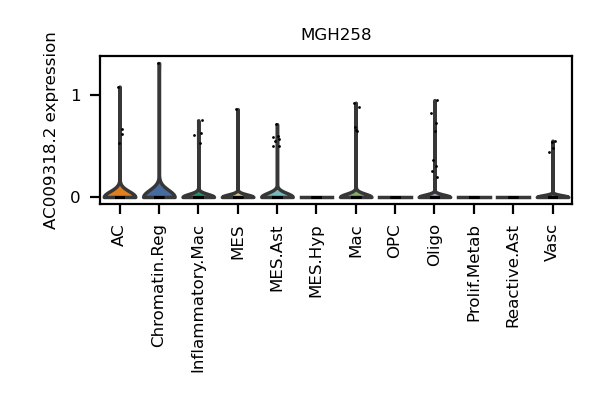 MGH258
AC009318.2 expression
1
0
AC
Chromatin.Reg
Inflammatory.Mac
MES
MES.Ast
MES.Hyp
Mac
OPC
Oligo
Prolif.Metab
Reactive.Ast
Vasc